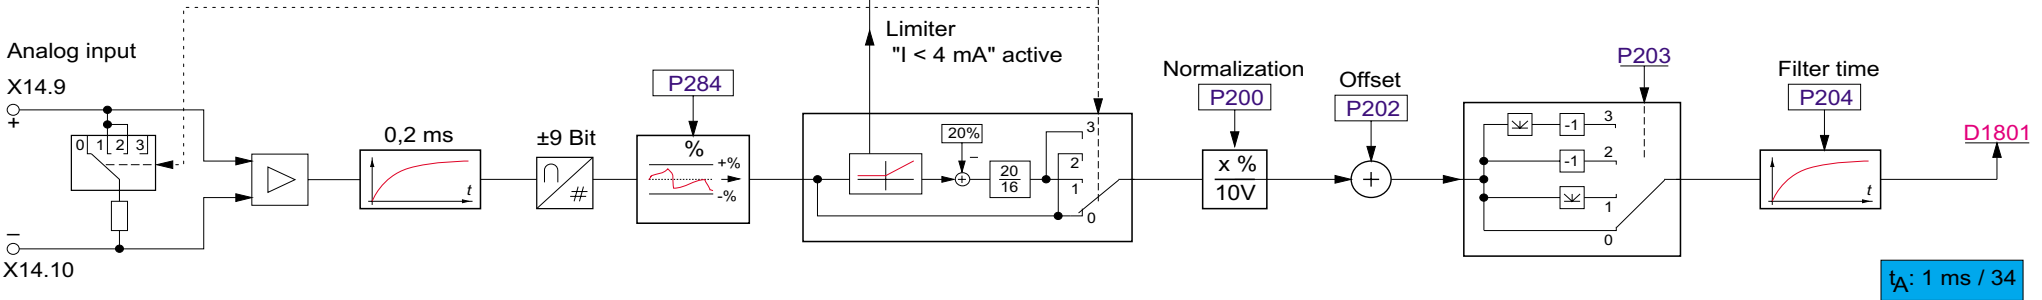 Limiter
"I < 4 mA" active
Analog input
X14.9
+
0 1 2 3
–
X14.10
0,2 ms
t
±9 Bit
#
P284
%
+%
-%
20%
–
+
20
16
3
2
1
0
Normalization
P200
x %
10V
Offset
P202
+
P203
-1
3
-1
2
1
0
Filter time
P204
t
D1801
tA: 1 ms / 34